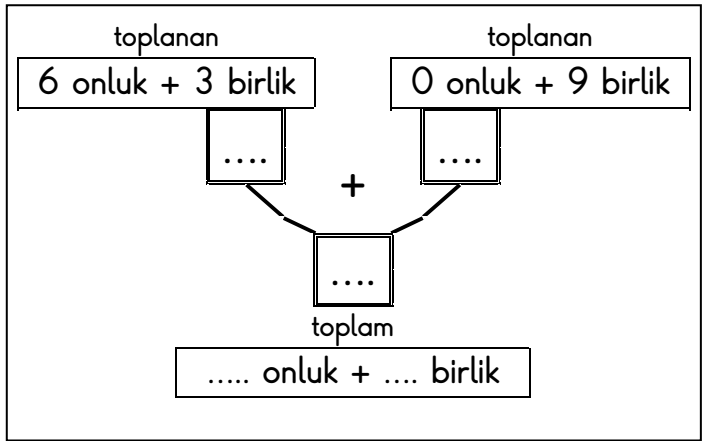 toplanan toplanan
6 onluk + 3 birlik 0 onluk + 9 birlik
.... ....
+
....
toplam
..... onluk + .... birlik